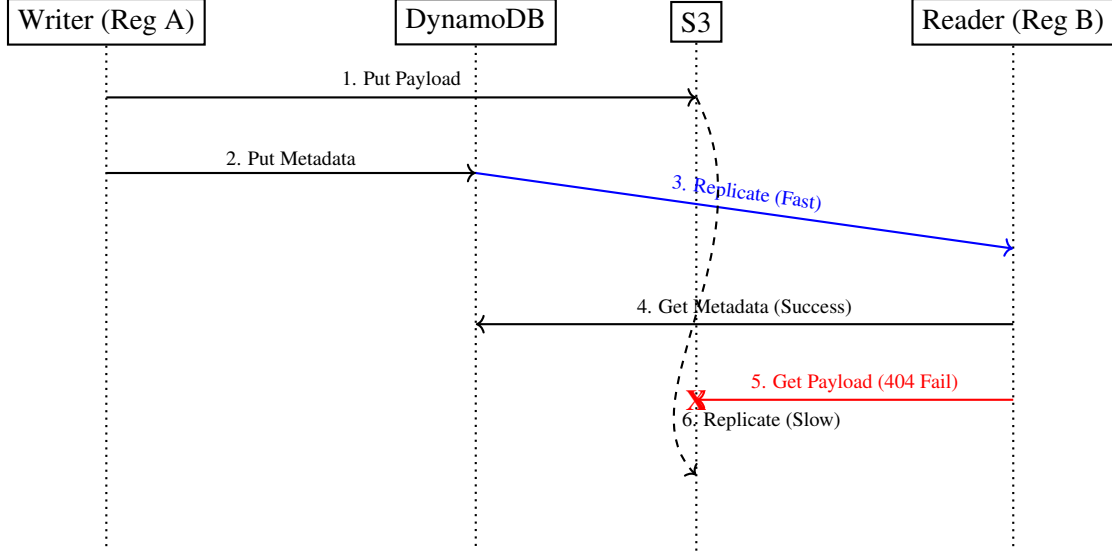 Writer (Reg A)
DynamoDB
S3
Reader (Reg B)
1. Put Payload
2. Put Metadata
3. Replicate (Fast)
4. Get Metadata (Success)
5. Get Payload (404 Fail)
X
6. Replicate (Slow)